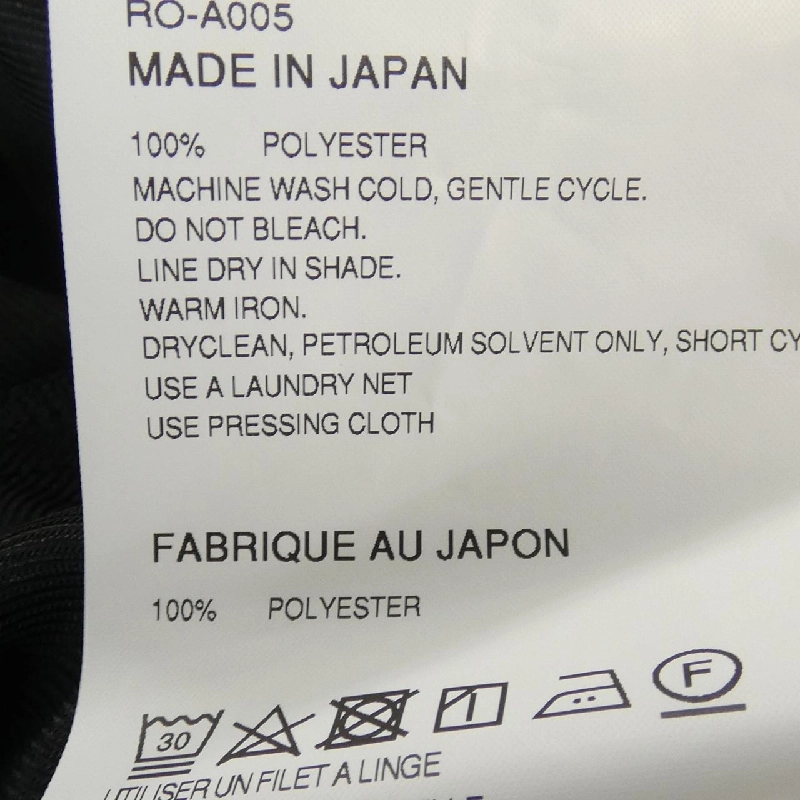 RO-A005
MADE IN JAPAN
100% POLYESTER
MACHINE WASH COLD, GENTLE CYCLE.
DO NOT BLEACH.
LINE DRY IN SHADE.
WARM IRON.
DRYCLEAN, PETROLEUM SOLVENT ONLY, SHORT CY
USE A LAUNDRY NET
USE PRESSING CLOTH
FABRIQUE AU JAPON
100% POLYESTER
30 F
UTILISER UN FILET A LINGE